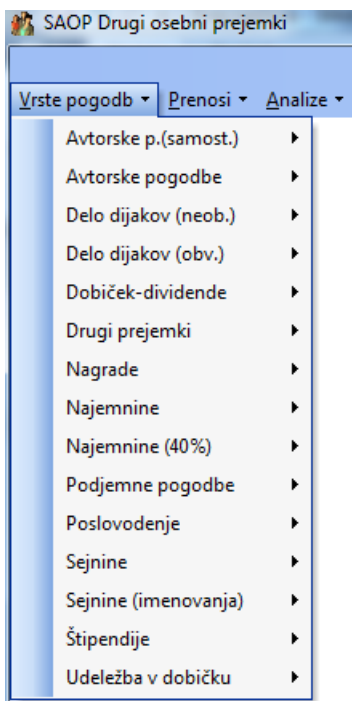 SAOP Drugi osebni prejemki
Vrste pogodb Prenosi Analize
Avtorske p.(samost.)
Avtorske pogodbe
Delo dijakov (neob.)
Delo dijakov (obv.)
Dobiček-dividende
Drugi prejemki
Nagrade
Najemnine
Najemnine (40%)
Podjemne pogodbe
Poslovodenje
Sejnine
Sejnine (imenovanja)
Štipendije
Udeležba v dobičku